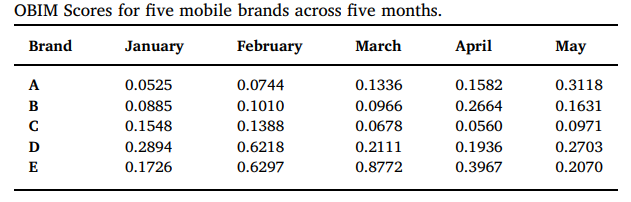 OBIM Scores for five mobile brands across five months.
Brand January February March April May
A 0.0525 0.0744 0.1336 0.1582 0.3118
B 0.0885 0.1010 0.0966 0.2664 0.1631
C 0.1548 0.1388 0.0678 0.0560 0.0971
D 0.2894 0.6218 0.2111 0.1936 0.2703
E 0.1726 0.6297 0.8772 0.3967 0.2070